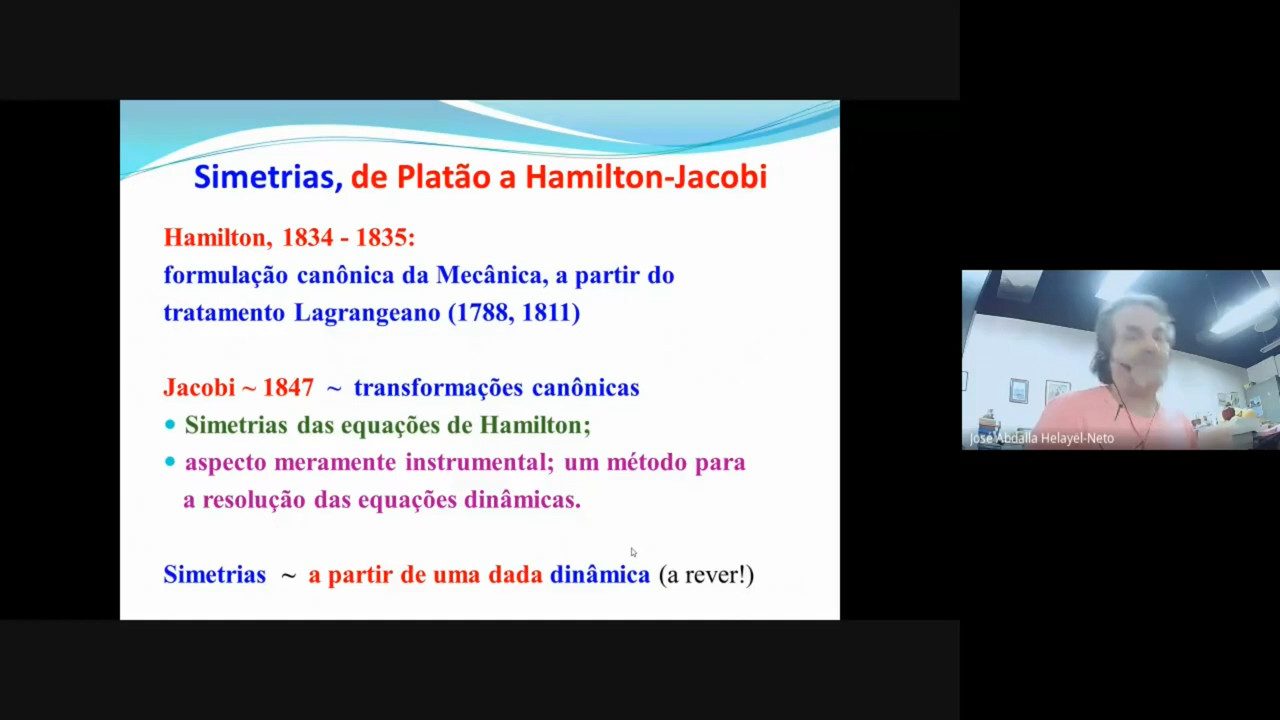 Simetrias, de Platão a Hamilton-Jacobi
Hamilton, 1834 - 1835:
formulação canônica da Mecânica, a partir do
tratamento Lagrangeano (1788, 1811)
Jacobi ~ 1847 ~ transformações canônicas
• Simetrias das equações de Hamilton;
• aspecto meramente instrumental; um método para
a resolução das equações dinâmicas.
Simetrias ~ a partir de uma dada dinâmica (a rever!)
José Abdalla Helayel-Neto